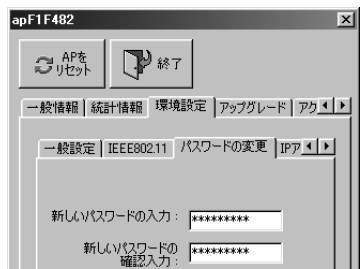 apF1F482
APを
リセット
終了
一般情報 統計情報 環境設定 アップグレード アク
一般設定 IEEE802.11 パスワードの変更 IPア
新しいパスワードの入力： *********
新しいパスワードの
確認入力： *********